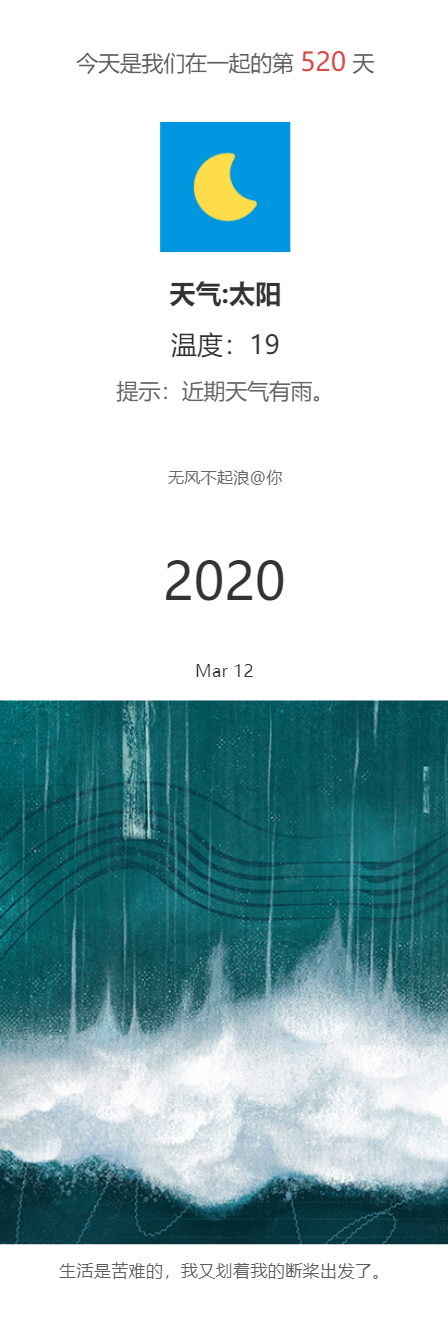 今天是我们在一起的第 520 天
天气:太阳
温度：19
提示：近期天气有雨。
无风不起浪@你
2020
Mar 12
生活是苦难的，我又划着我的断桨出发了。